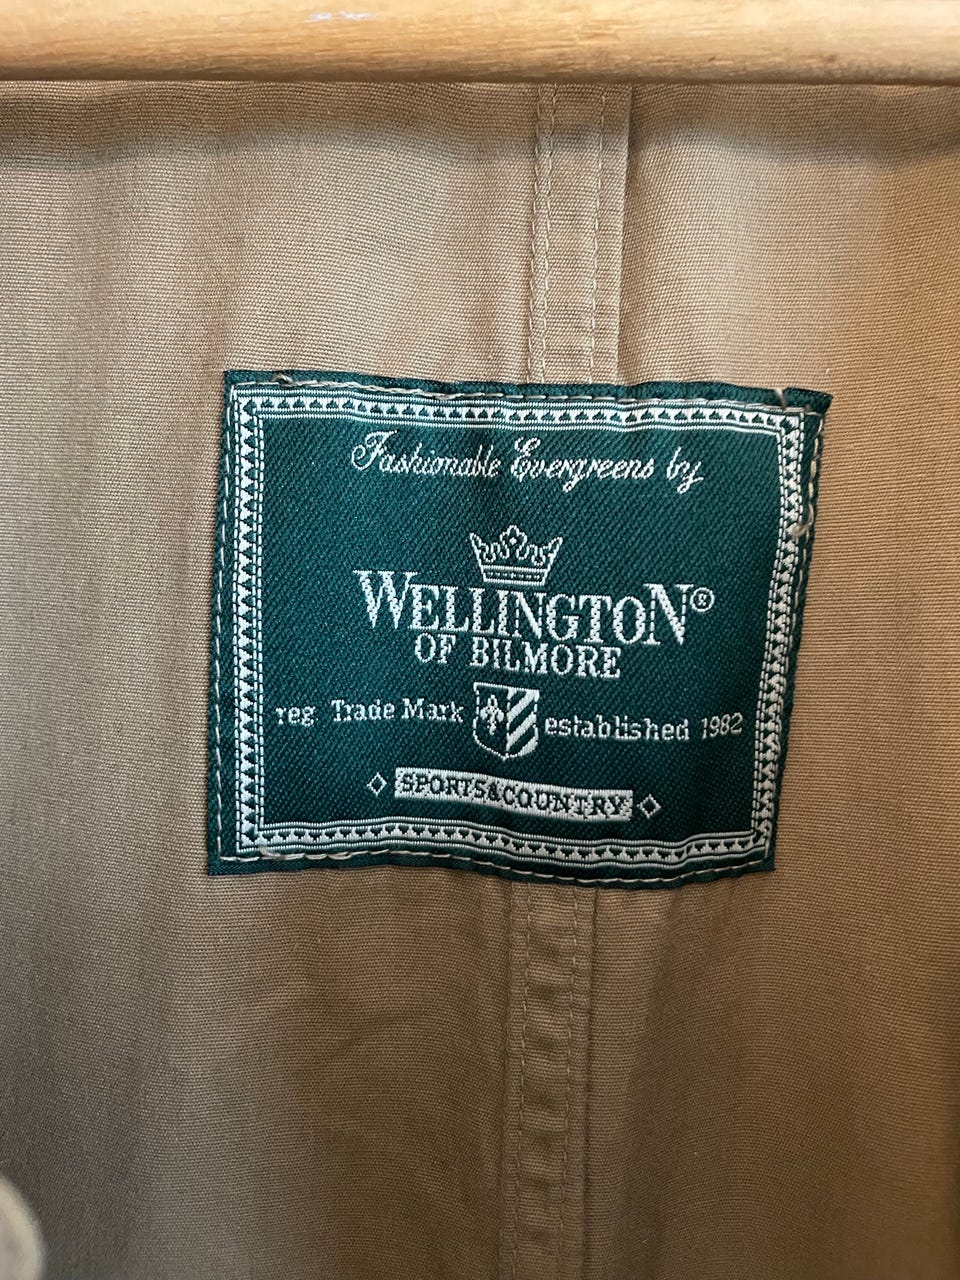 Fashionable Evergreens by
WELLINGTON®
OF BILMORE
reg Trade Mark established 1982
SPORTS&COUNTRY